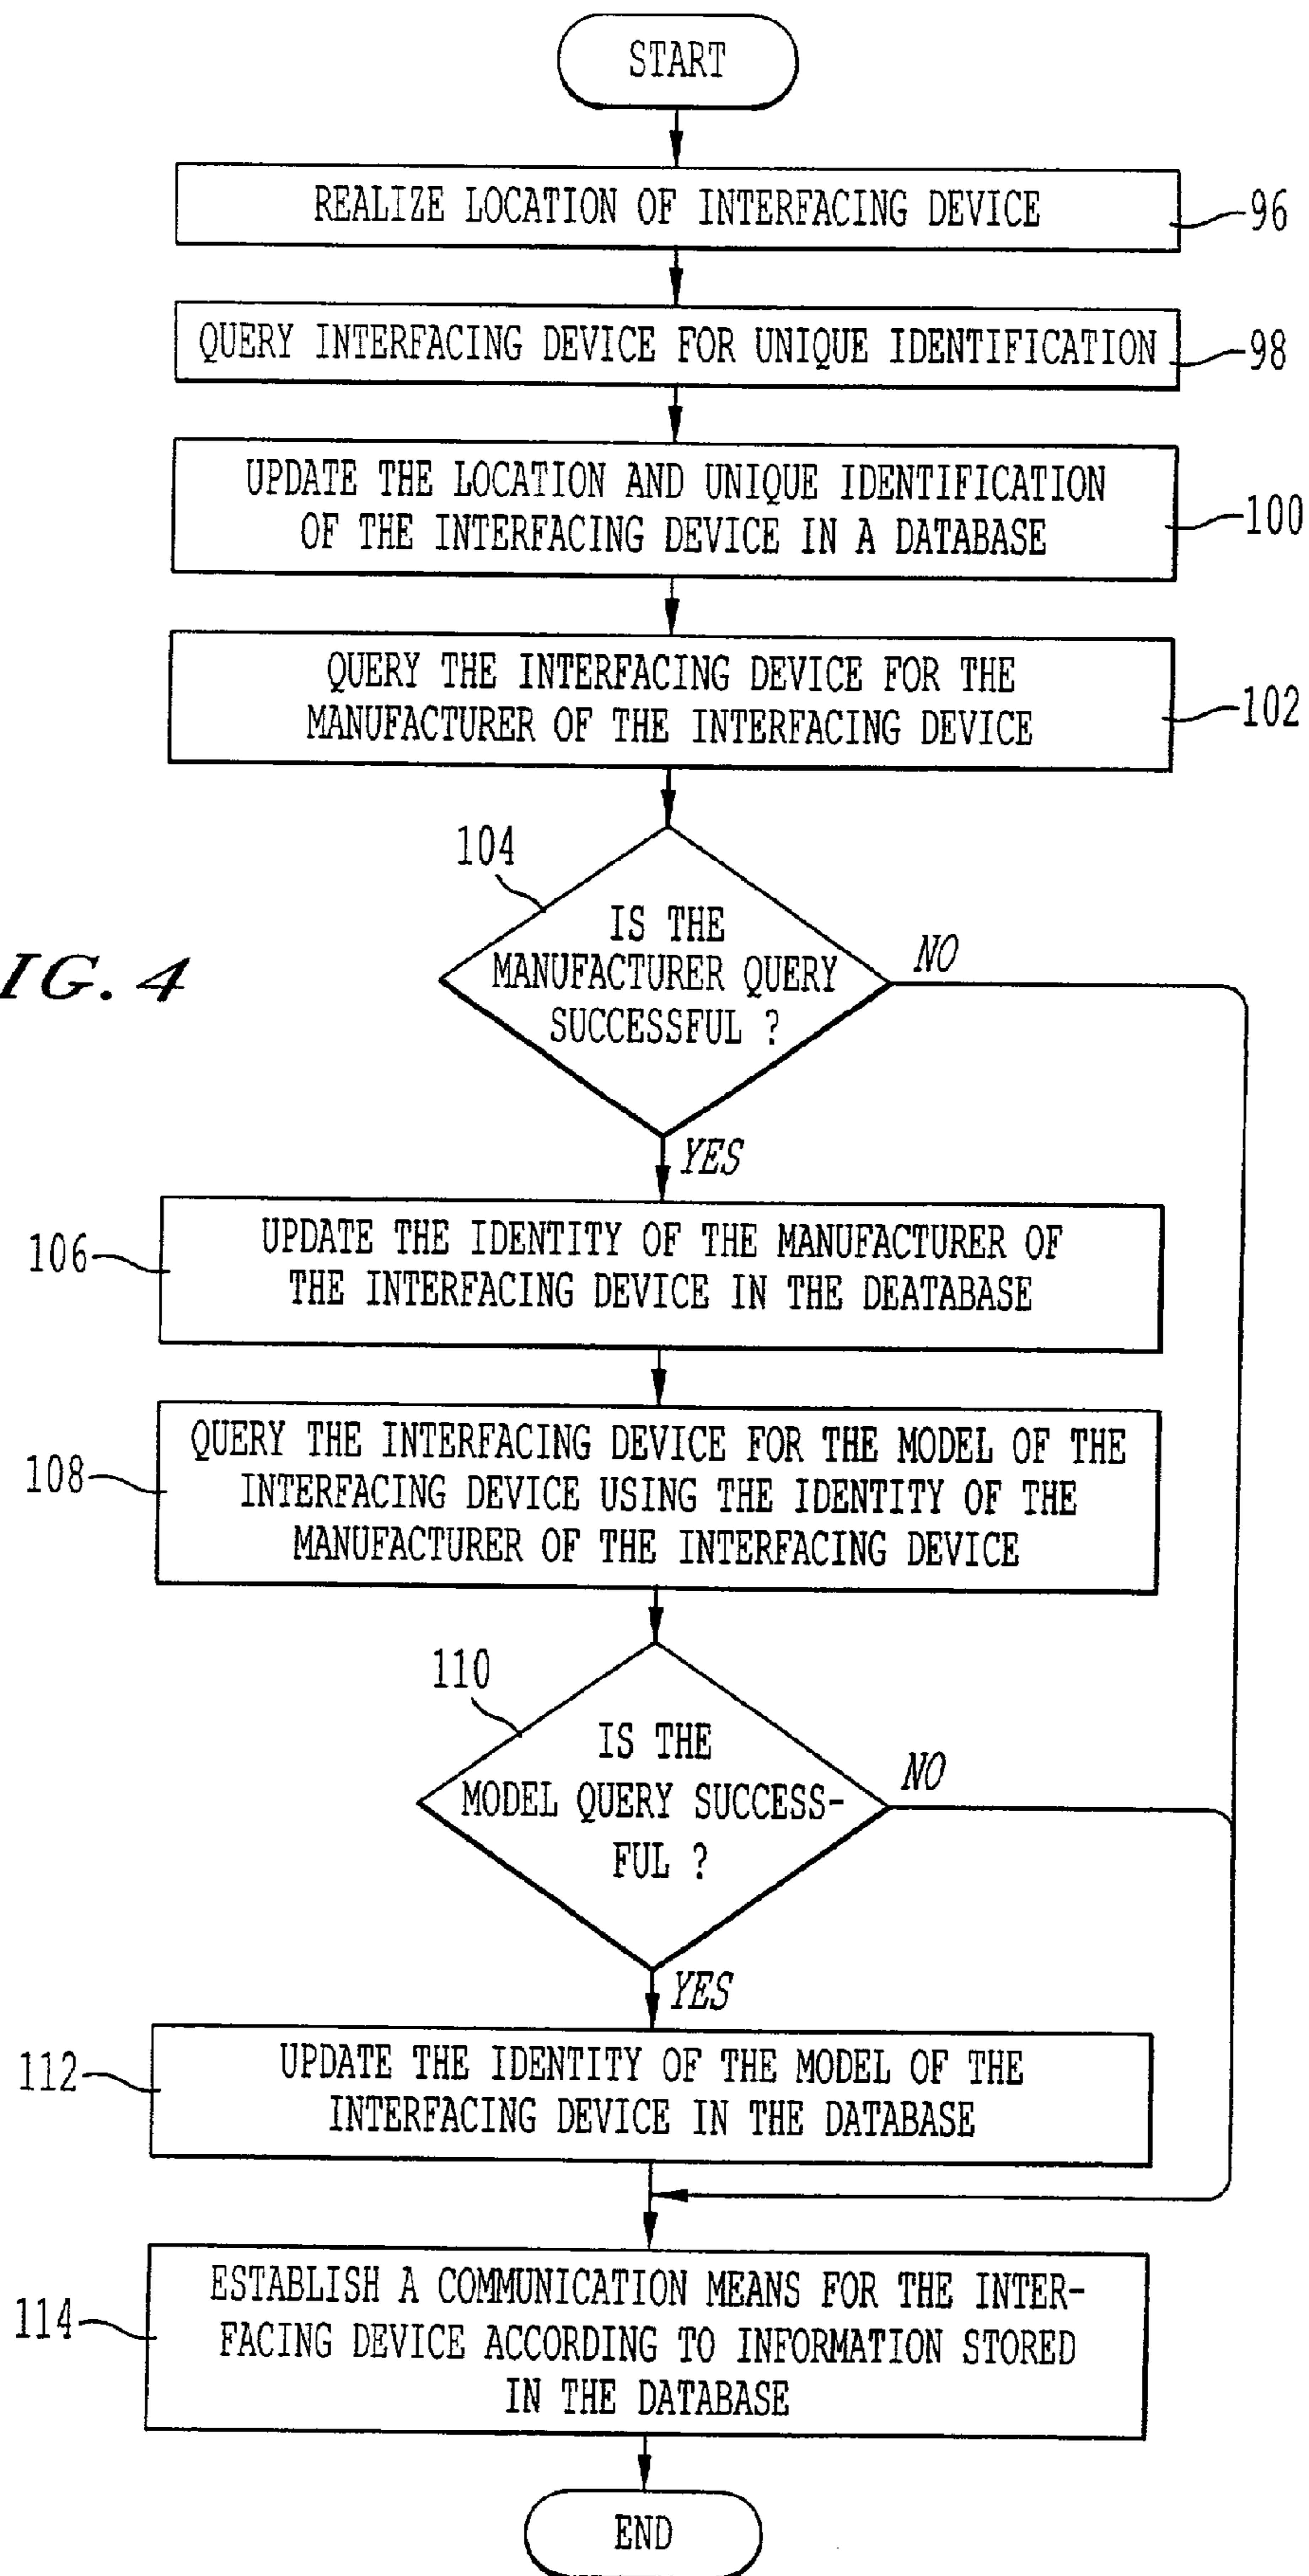 START
REALIZE LOCATION OF INTERFACING DEVICE
96
QUERY INTERFACING DEVICE FOR UNIQUE IDENTIFICATION
98
UPDATE THE LOCATION AND UNIQUE IDENTIFICATION
OF THE INTERFACING DEVICE IN A DATABASE
100
QUERY THE INTERFACING DEVICE FOR THE
MANUFACTURER OF THE INTERFACING DEVICE
102
104
IS THE
MANUFACTURER QUERY
SUCCESSFUL ?
NO
IG. 4
YES
106
UPDATE THE IDENTITY OF THE MANUFACTURER OF
THE INTERFACING DEVICE IN THE DEATABASE
108
QUERY THE INTERFACING DEVICE FOR THE MODEL OF THE
INTERFACING DEVICE USING THE IDENTITY OF THE
MANUFACTURER OF THE INTERFACING DEVICE
110
IS THE
MODEL QUERY SUCCESS-
FUL ?
NO
YES
112
UPDATE THE IDENTITY OF THE MODEL OF THE
INTERFACING DEVICE IN THE DATABASE
114
ESTABLISH A COMMUNICATION MEANS FOR THE INTER-
FACING DEVICE ACCORDING TO INFORMATION STORED
IN THE DATABASE
END